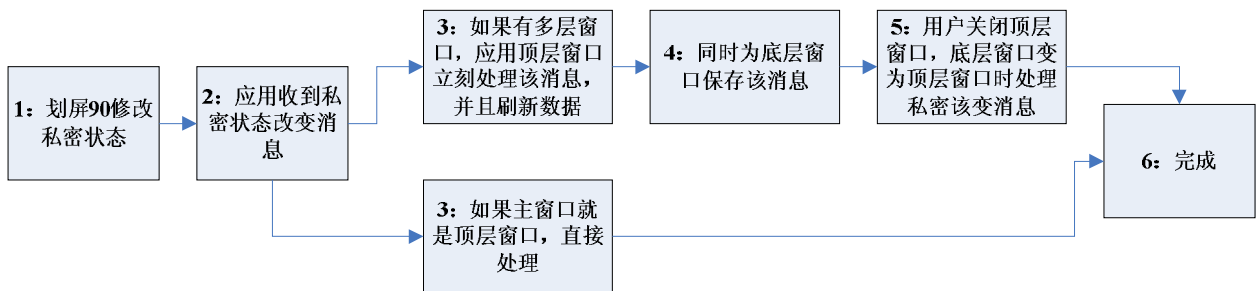 1：划屏90修改
私密状态
2：应用收到私
密状态改变消
息
3：如果有多层窗
口，应用顶层窗口
立刻处理该消息，
并且刷新数据
4：同时为底层窗
口保存该消息
5：用户关闭顶层
窗口，底层窗口变
为顶层窗口时处理
私密该变消息
3：如果主窗口就
是顶层窗口，直接
处理
6：完成